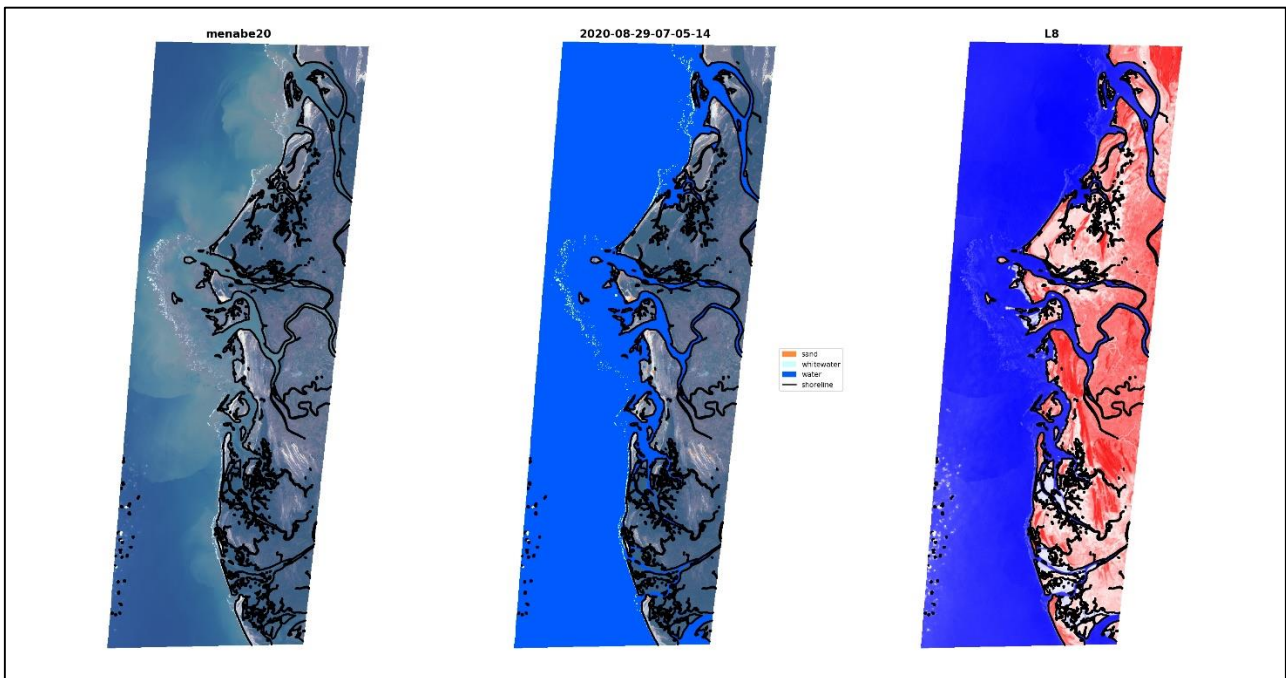 menabe20
2020-08-29-07-05-14
L8
sand
whitewater
water
shoreline